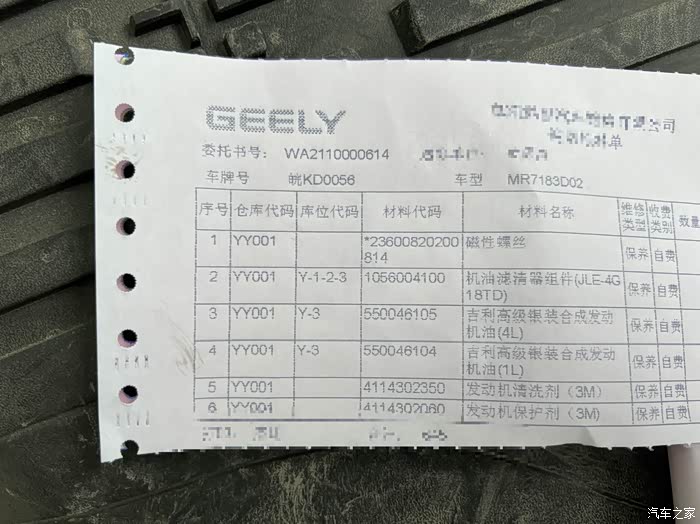 GEELY
委托书号： WA2110000614
车牌号 皖KD0056 车型 MR7183D02
序号 仓库代码 库位代码 材料代码 材料名称 维修类型 收费类别 数量
1 YY001 *23600820200814 磁性螺丝 保养 自费
2 YY001 Y-1-2-3 1056004100 机油滤清器组件(JLE-4G18TD) 保养 自费
3 YY001 Y-3 550046105 吉利高级银装合成发动机油(4L) 保养 自费
4 YY001 Y-3 550046104 吉利高级银装合成发动机油(1L) 保养 自费
5 YY001 4114302350 发动机清洗剂（3M） 保养 自费
6 YY001 4114302060 发动机保护剂（3M） 保养 自费
汽车之家